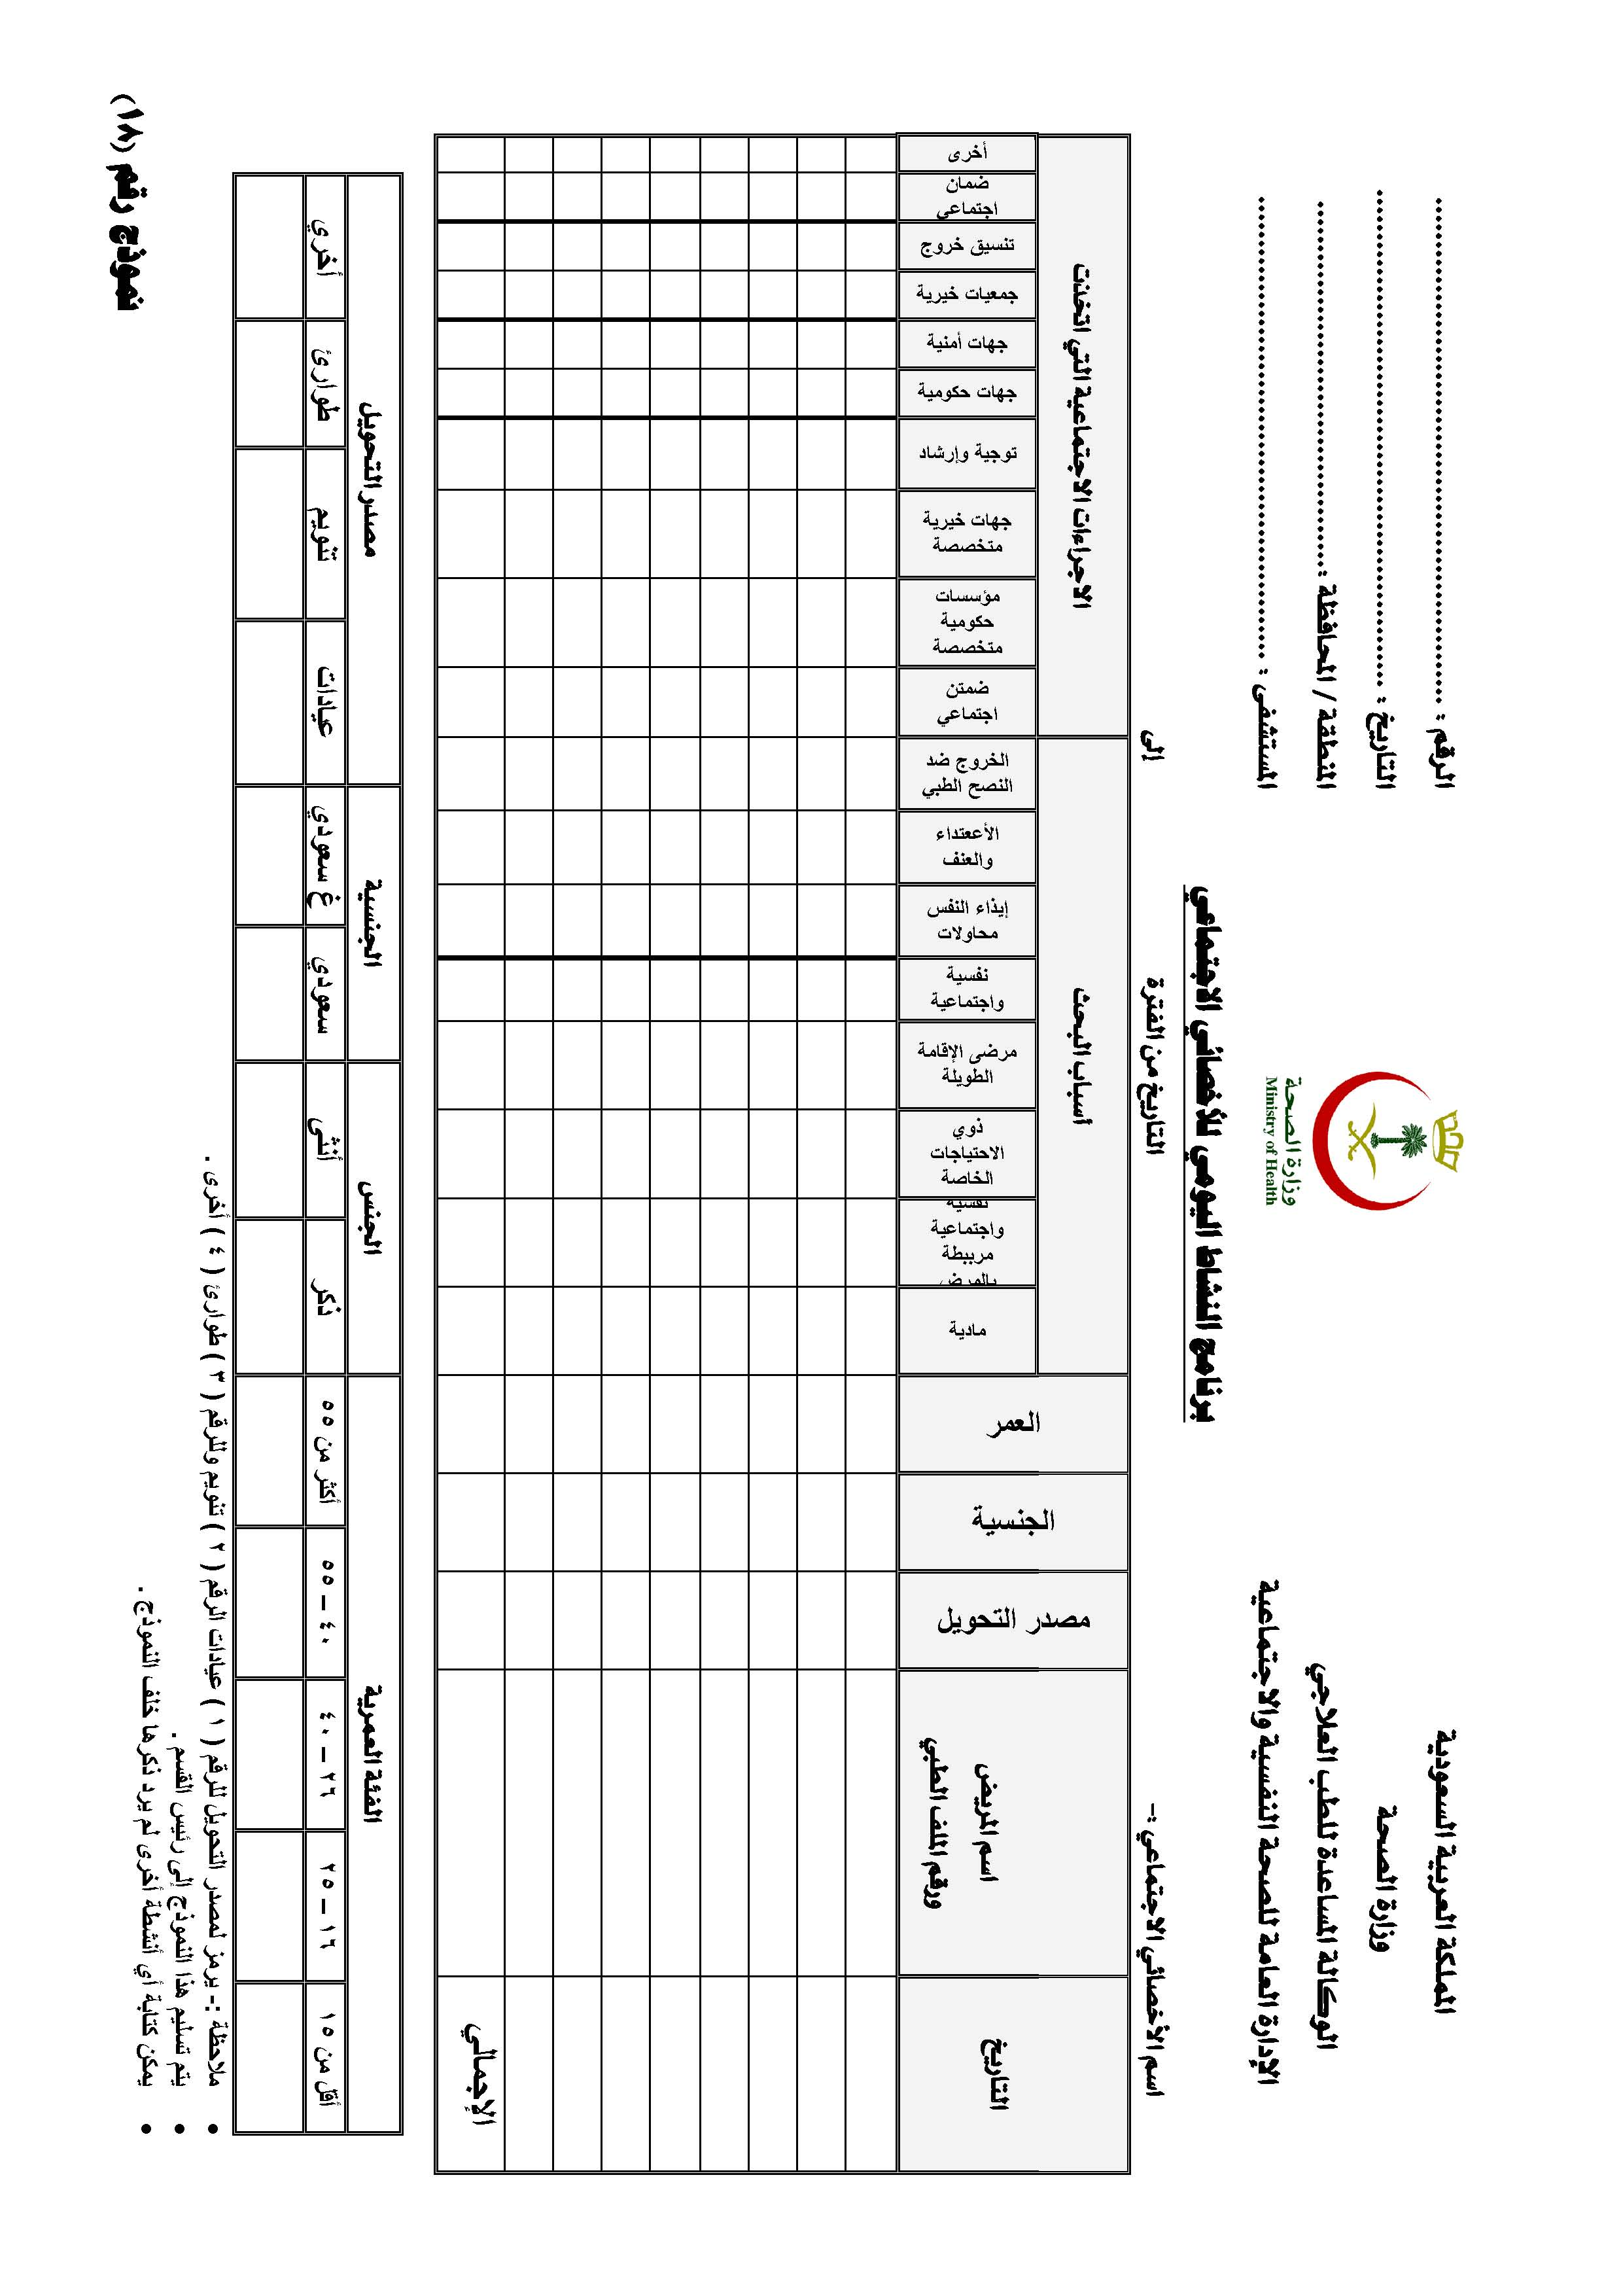 المملكة العربية السعودية
وزارة الصحة
الوكالة المساعدة للطب العلاجي
الإدارة العامة للصحة النفسية والاجتماعية
وزارة الصحة
Ministry of Health
الرقم : ........................................
التاريخ : ........................................
المنطقة / المحافظة : ........................................
المستشفى : ........................................
برنامج النشاط اليومي للأخصائي الاجتماعي
اسم الأخصائي الاجتماعي :-
التاريخ من الفترة
إلى
التاريخ
اسم المريض
ورقم الملف الطبي
مصدر التحويل
الجنسية
العمر
أسباب البحث
مادية
نفسية
واجتماعية
مرببطة
بالمرض
ذوي
الاحتياجات
الخاصة
مرضى الإقامة
الطويلة
نفسية
واجتماعية
إيذاء النفس
محاولات
الأععتداء
والعنف
الخروج ضد
النصح الطبي
الاجراءات الاجتماعية التي اتخذت
ضمتن
اجتماعي
مؤسسات
حكومية
متخصصة
جهات خيرية
متخصصة
توجية وإرشاد
جهات حكومية
جهات أمنية
جمعيات خيرية
تنسيق خروج
ضمان
اجتماعي
أخرى
الإجمالي
الفئة العمرية
الجنس
الجنسية
مصدر التحويل
أقل من ١٥
١٦ – ٢٥
٢٦ – ٤٠
٤٠ – ٥٥
أكثر من ٥٥
ذكر
أنثى
سعودي
غ سعودي
عيادات
تنويم
طوارئ
أخري
• ملاحظة :- يرمز لمصدر التحويل للرقم ( ١ ) عيادات الرقم ( ٢ ) تنويم وللرقم ( ٣ ) طوارئ ( ٤ ) أخرى .
• يتم تسليم هذا النموذج إلى رئيس القسم .
• يمكن كتابة أي أنشطة أخرى لم يرد ذكرها خلف النموذج .
نموذج رقم (١٨)